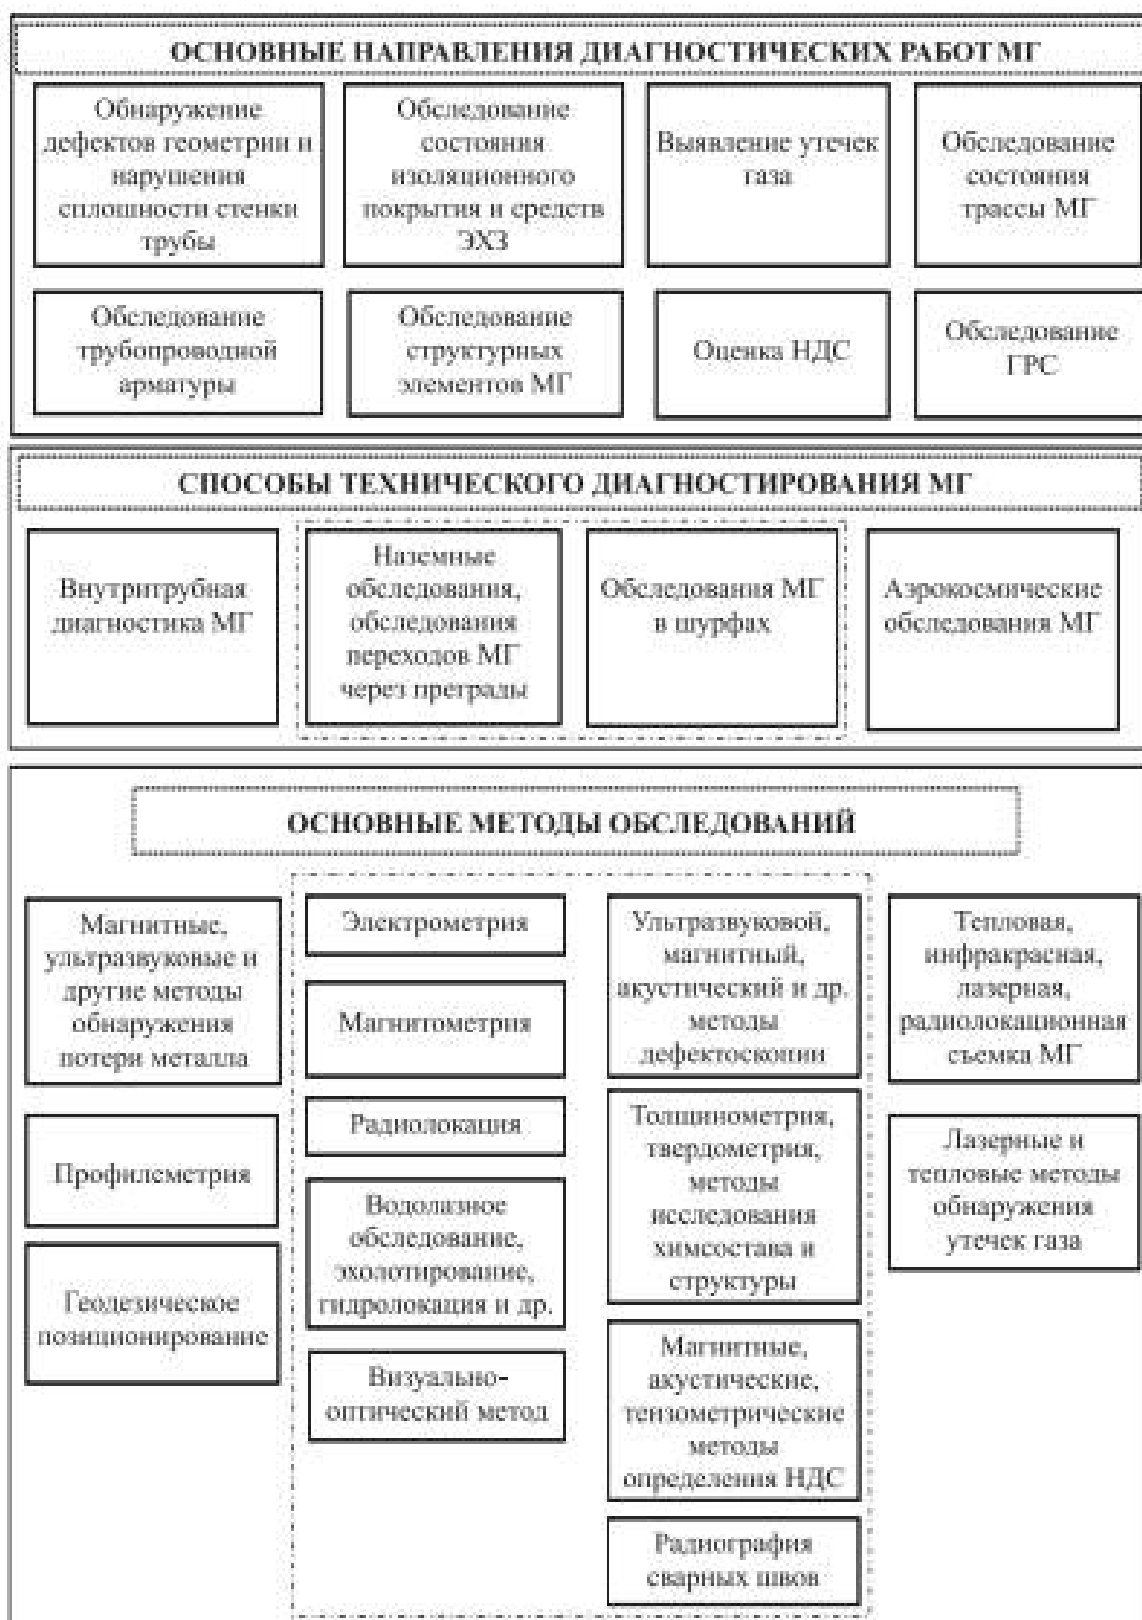 ОСНОВНЫЕ НАПРАВЛЕНИЯ ДИАГНОСТИЧЕСКИХ РАБОТ МГ
Обнаружение
дефектов геометрии и
нарушения
сплошности стенки
трубы
Обследование
состояния
изоляционного
покрытия и средств
ЭХЗ
Выявление утечек
газа
Обследование
состояния
трассы МГ
Обследование
трубопроводной
арматуры
Обследование
структурных
элементов МГ
Оценка НДС
Обследование
ГРС
СПОСОБЫ ТЕХНИЧЕСКОГО ДИАГНОСТИРОВАНИЯ МГ
Внутритрубная
диагностика МГ
Наземные
обследования,
обследования
переходов МГ
через преграды
Обследования МГ
в шурфах
Аэрокосмические
обследования МГ
ОСНОВНЫЕ МЕТОДЫ ОБСЛЕДОВАНИЙ
Магнитные,
ультразвуковые и
другие методы
обнаружения
потери металла
Профилеметрия
Геодезическое
позиционирование
Электрометрия
Магнитометрия
Радиолокация
Водолазное
обследование,
эхолотирование,
гидролокация и др.
Визуально-
оптический метод
Ультразвуковой,
магнитный,
акустический и др.
методы
дефектоскопии
Толщинометрия,
твердометрия,
методы
исследования
химсостава и
структуры
Магнитные,
акустические,
тензометрические
методы
определения НДС
Радиография
сварных швов
Тепловая,
инфракрасная,
лазерная,
радиолокационная
съемка МГ
Лазерные и
тепловые методы
обнаружения
утечек газа